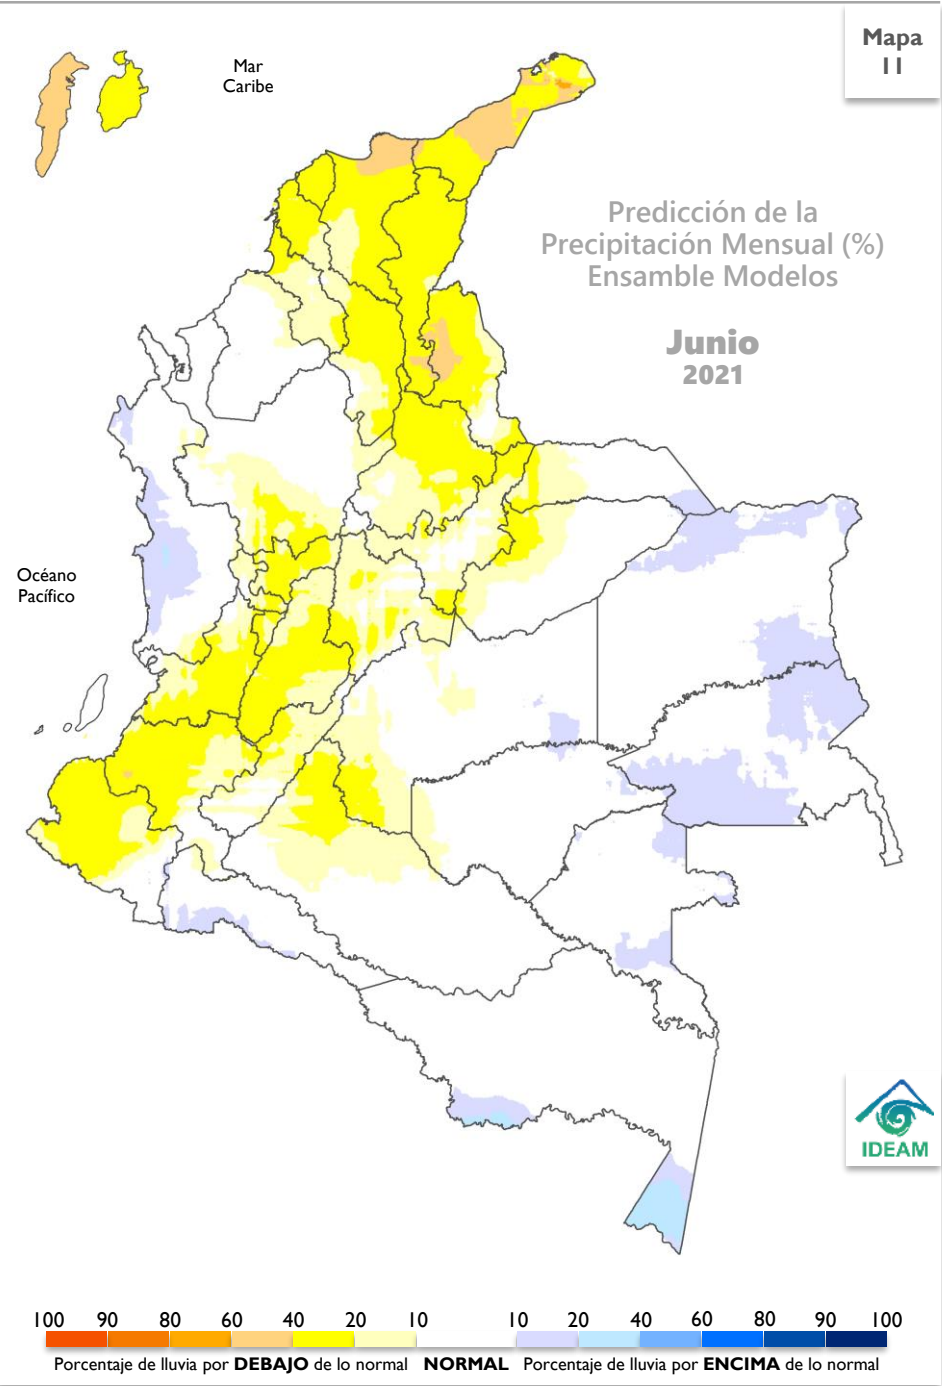 Mapa
11
Mar
Caribe
Predicción de la
Precipitación Mensual (%)
Ensamble Modelos
Junio
2021
Océano
Pacífico
IDEAM
100 90 80 60 40 20 10 10 20 40 60 80 90 100
Porcentaje de lluvia por DEBAJO de lo normal NORMAL Porcentaje de lluvia por ENCIMA de lo normal